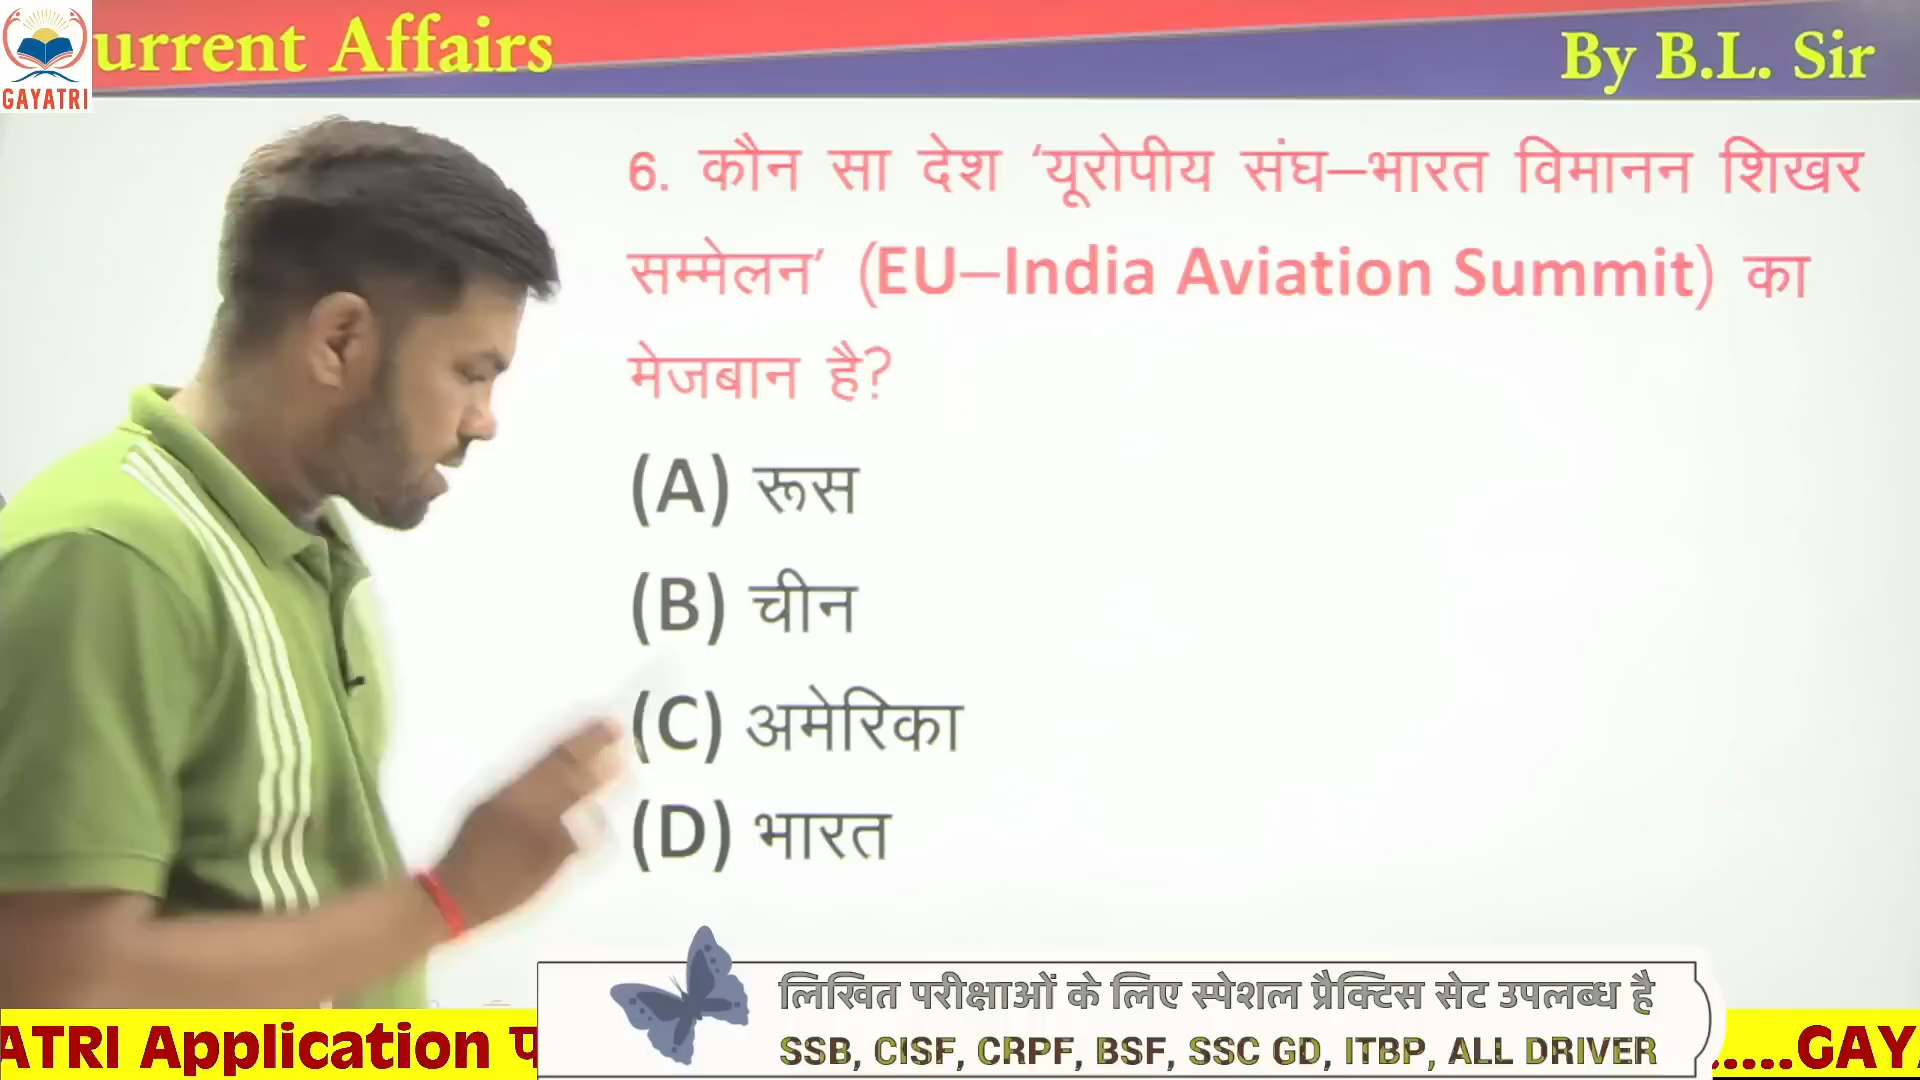 urrent Affairs
By B.L. Sir
GAYATRI
6. कौन सा देश ‘यूरोपीय संघ–भारत विमानन शिखर
सम्मेलन’ (EU–India Aviation Summit) का
मेजबान है?
(A) रूस
(B) चीन
(C) अमेरिका
(D) भारत
लिखित परीक्षाओं के लिए स्पेशल प्रैक्टिस सेट उपलब्ध है
SSB, CISF, CRPF, BSF, SSC GD, ITBP, ALL DRIVER
ATRI Application प
.....GAY